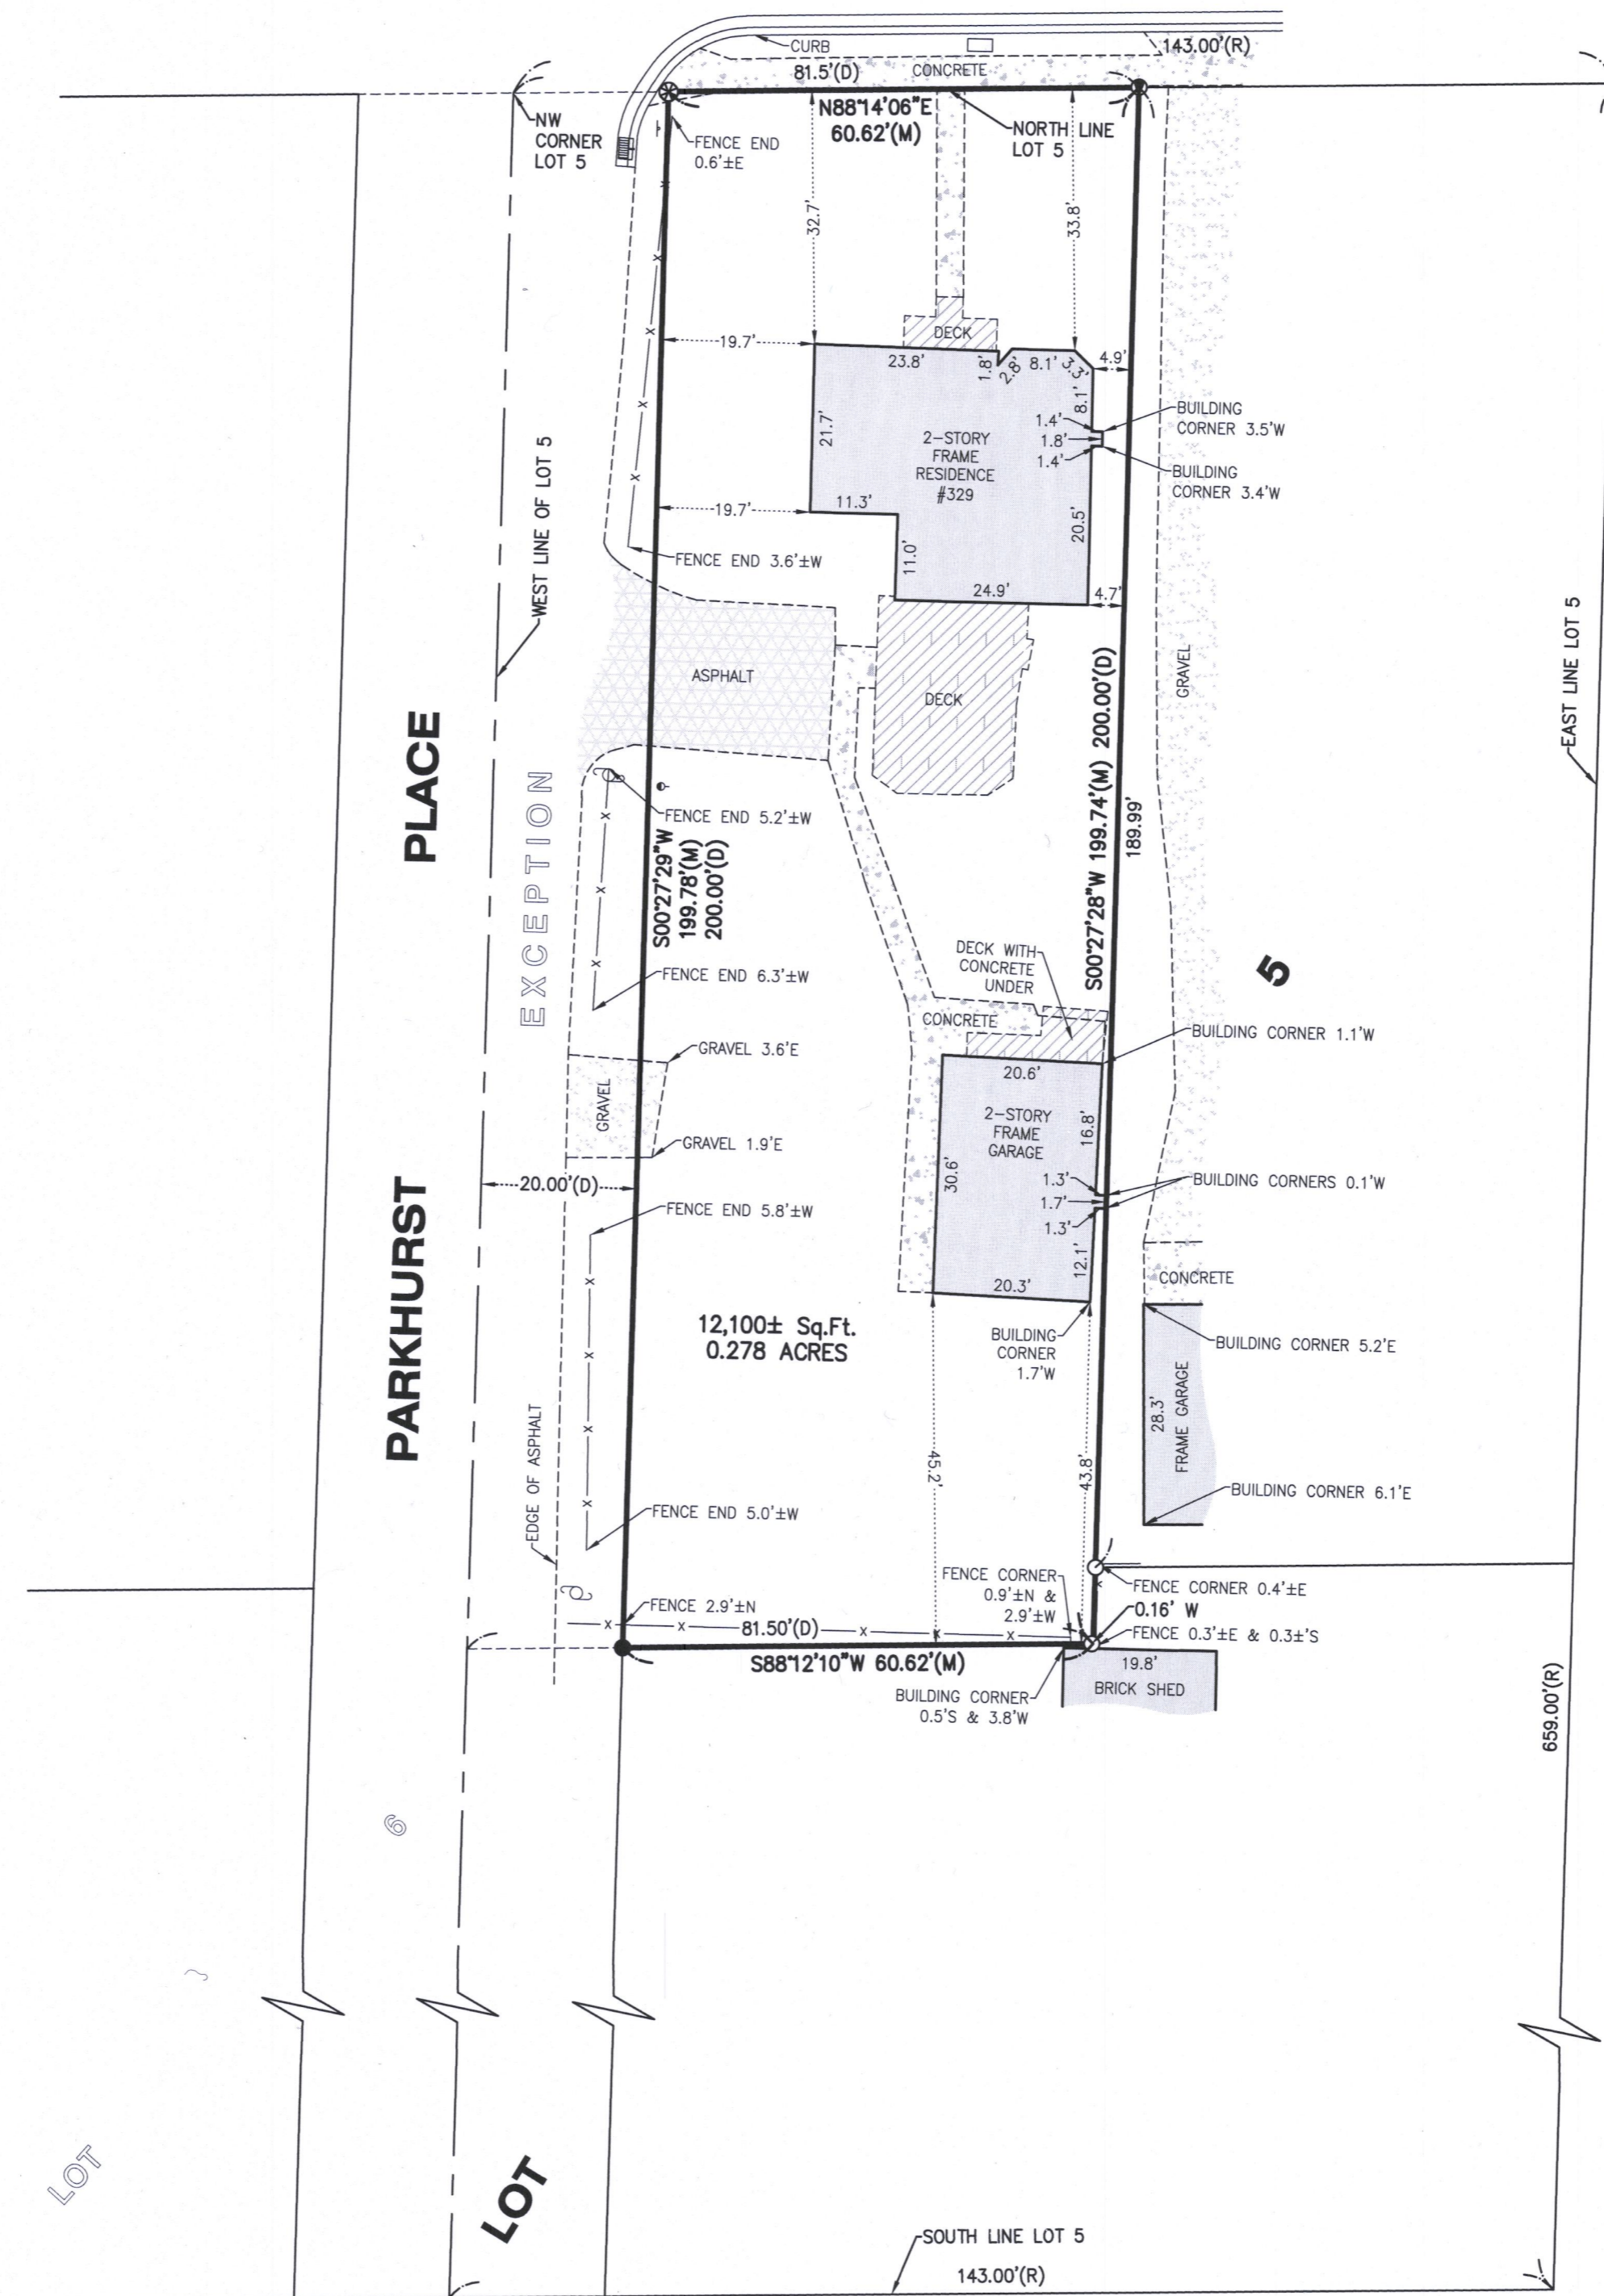 CURB
143.00'(R)
81.5'(D)
CONCRETE
NW
CORNER
LOT 5
N88°14'06"E
60.62'(M)
NORTH LINE
LOT 5
FENCE END
0.6'±E
32.7'
33.8'
DECK
19.7'
23.8'
1.8'
2.8'
8.1'
3.3'
4.9'
8.1'
21.7'
2-STORY
FRAME
RESIDENCE
#329
1.4'
1.8'
1.4'
BUILDING
CORNER 3.5'W
BUILDING
CORNER 3.4'W
WEST LINE OF LOT 5
19.7'
11.3'
20.5'
11.0'
FENCE END 3.6'±W
24.9'
4.7'
ASPHALT
DECK
GRAVEL
EAST LINE LOT 5
PLACE
EXCEPTION
FENCE END 5.2'±W
S00°27'29"W
199.78'(M)
200.00'(D)
S00°27'28"W 199.74'(M) 200.00'(D)
189.99'
FENCE END 6.3'±W
DECK WITH
CONCRETE
UNDER
5
CONCRETE
BUILDING CORNER 1.1'W
GRAVEL 3.6'E
GRAVEL
GRAVEL 1.9'E
20.6'
2-STORY
FRAME
GARAGE
16.8'
30.6'
1.3'
1.7'
1.3'
BUILDING CORNERS 0.1'W
20.00'(D)
FENCE END 5.8'±W
PARKHURST
12.1'
20.3'
CONCRETE
12,100± Sq.Ft.
0.278 ACRES
BUILDING
CORNER
1.7'W
BUILDING CORNER 5.2'E
28.3'
FRAME GARAGE
EDGE OF ASPHALT
45.2'
43.8'
BUILDING CORNER 6.1'E
FENCE END 5.0'±W
FENCE CORNER
0.9'±N &
2.9'±W
FENCE CORNER 0.4'±E
0.16' W
FENCE 0.3'±E & 0.3±'S
FENCE 2.9'±N
81.50'(D)
S88°12'10"W 60.62'(M)
19.8'
BRICK SHED
BUILDING CORNER
0.5'S & 3.8'W
659.00'(R)
6
LOT
LOT
SOUTH LINE LOT 5
143.00'(R)